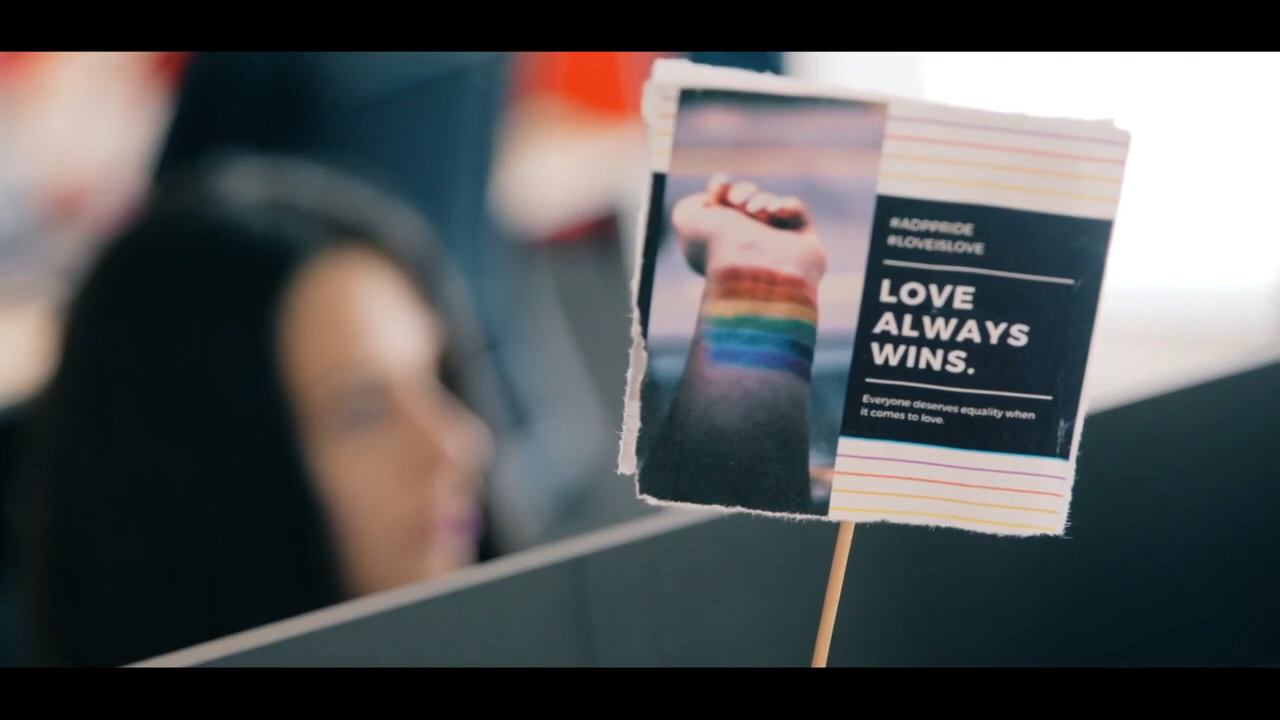 #ADPPRIDE
#LOVEISLOVE
LOVE
ALWAYS
WINS.
Everyone deserves equality when
it comes to love.